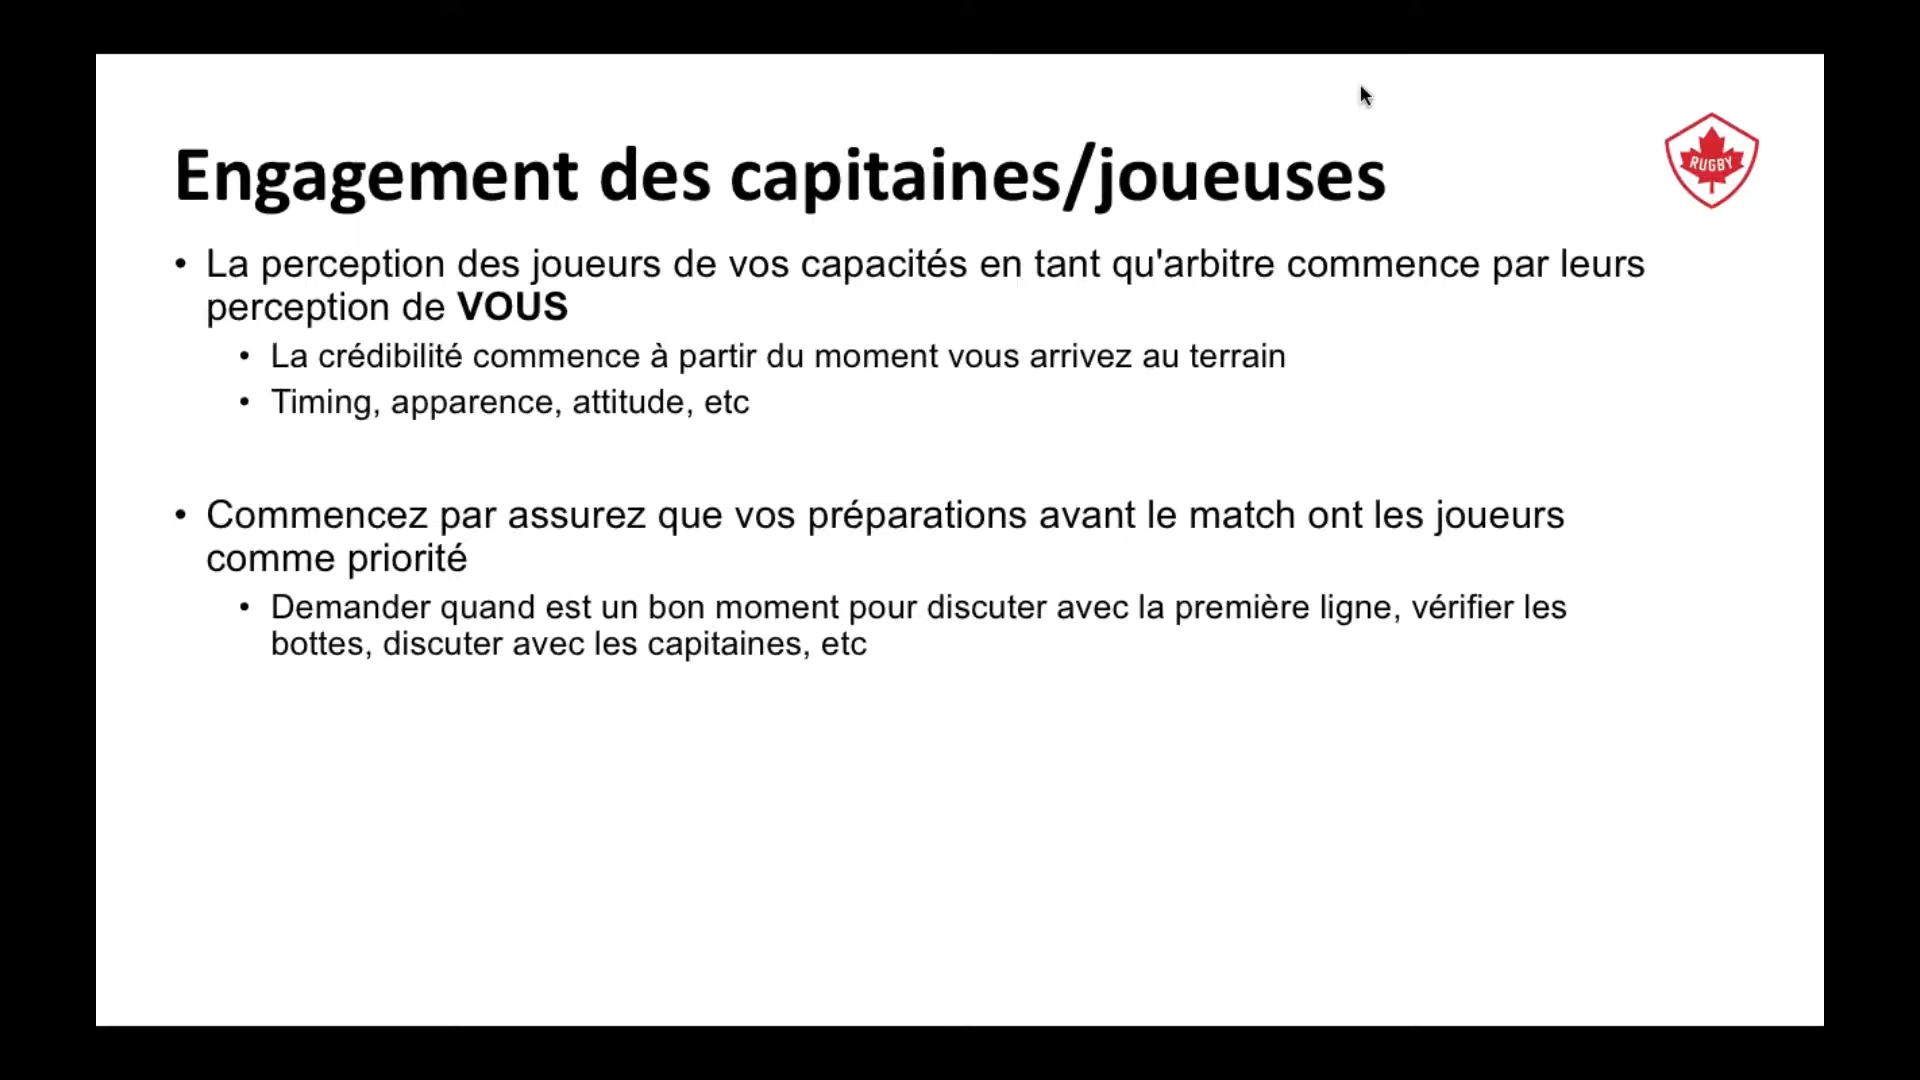 Engagement des capitaines/joueuses
RUGBY
• La perception des joueurs de vos capacités en tant qu'arbitre commence par leurs
perception de VOUS
• La crédibilité commence à partir du moment vous arrivez au terrain
• Timing, apparence, attitude, etc
• Commencez par assurez que vos préparations avant le match ont les joueurs
comme priorité
• Demander quand est un bon moment pour discuter avec la première ligne, vérifier les
bottes, discuter avec les capitaines, etc